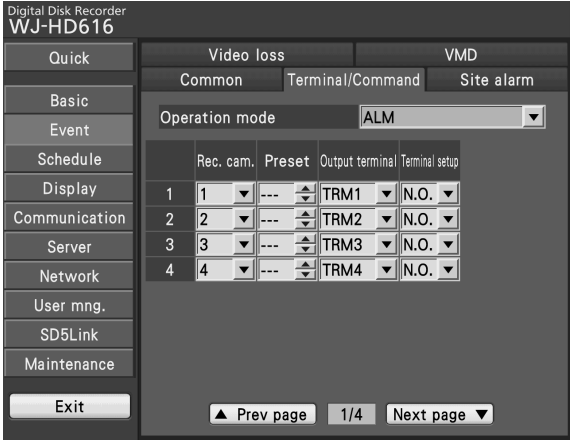 Digital Disk Recorder
WJ-HD616
Quick
Basic
Event
Schedule
Display
Communication
Server
Network
User mng.
SD5Link
Maintenance
Exit
Video loss VMD
Common Terminal/Command Site alarm
Operation mode ALM ▼
Rec. cam. Preset Output terminal Terminal setup
1 1 ▼ --- TRM1 ▼ N.O. ▼
2 2 ▼ --- TRM2 ▼ N.O. ▼
3 3 ▼ --- TRM3 ▼ N.O. ▼
4 4 ▼ --- TRM4 ▼ N.O. ▼
▲ Prev page 1/4 Next page ▼